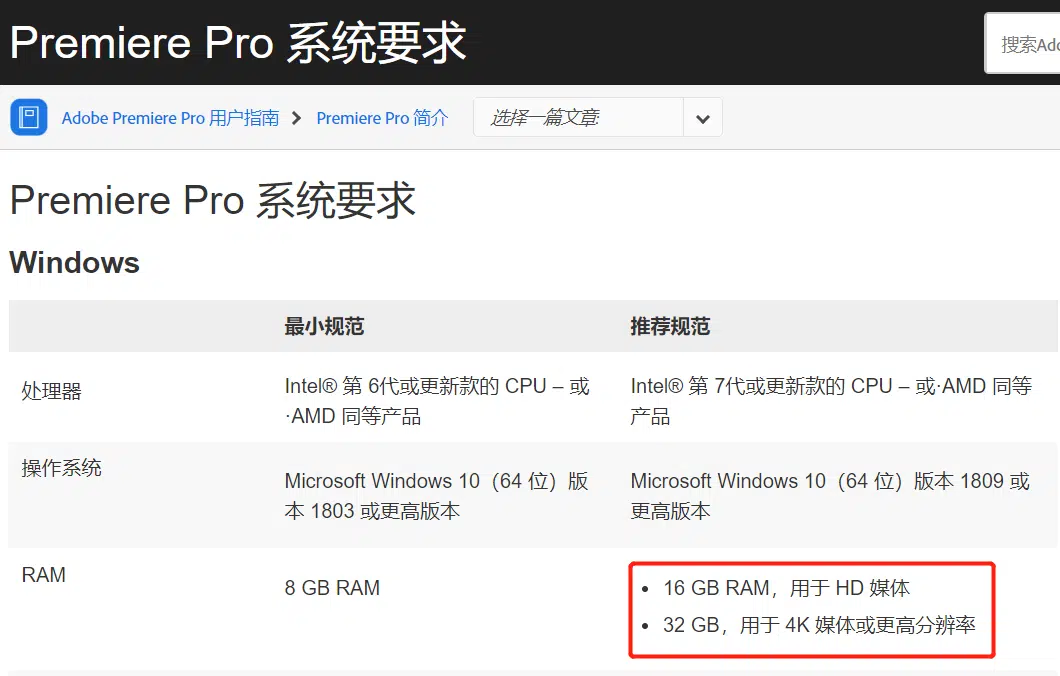 Premiere Pro 系统要求
搜索Ado
Adobe Premiere Pro 用户指南 > Premiere Pro 简介
选择一篇文章:
Premiere Pro 系统要求
Windows
最小规范
推荐规范
处理器
Intel® 第 6代或更新款的 CPU – 或
·AMD 同等产品
Intel® 第 7代或更新款的 CPU – 或·AMD 同等
产品
操作系统
Microsoft Windows 10（64 位）版
本 1803 或更高版本
Microsoft Windows 10（64 位）版本 1809 或
更高版本
RAM
8 GB RAM
• 16 GB RAM，用于 HD 媒体
• 32 GB，用于 4K 媒体或更高分辨率